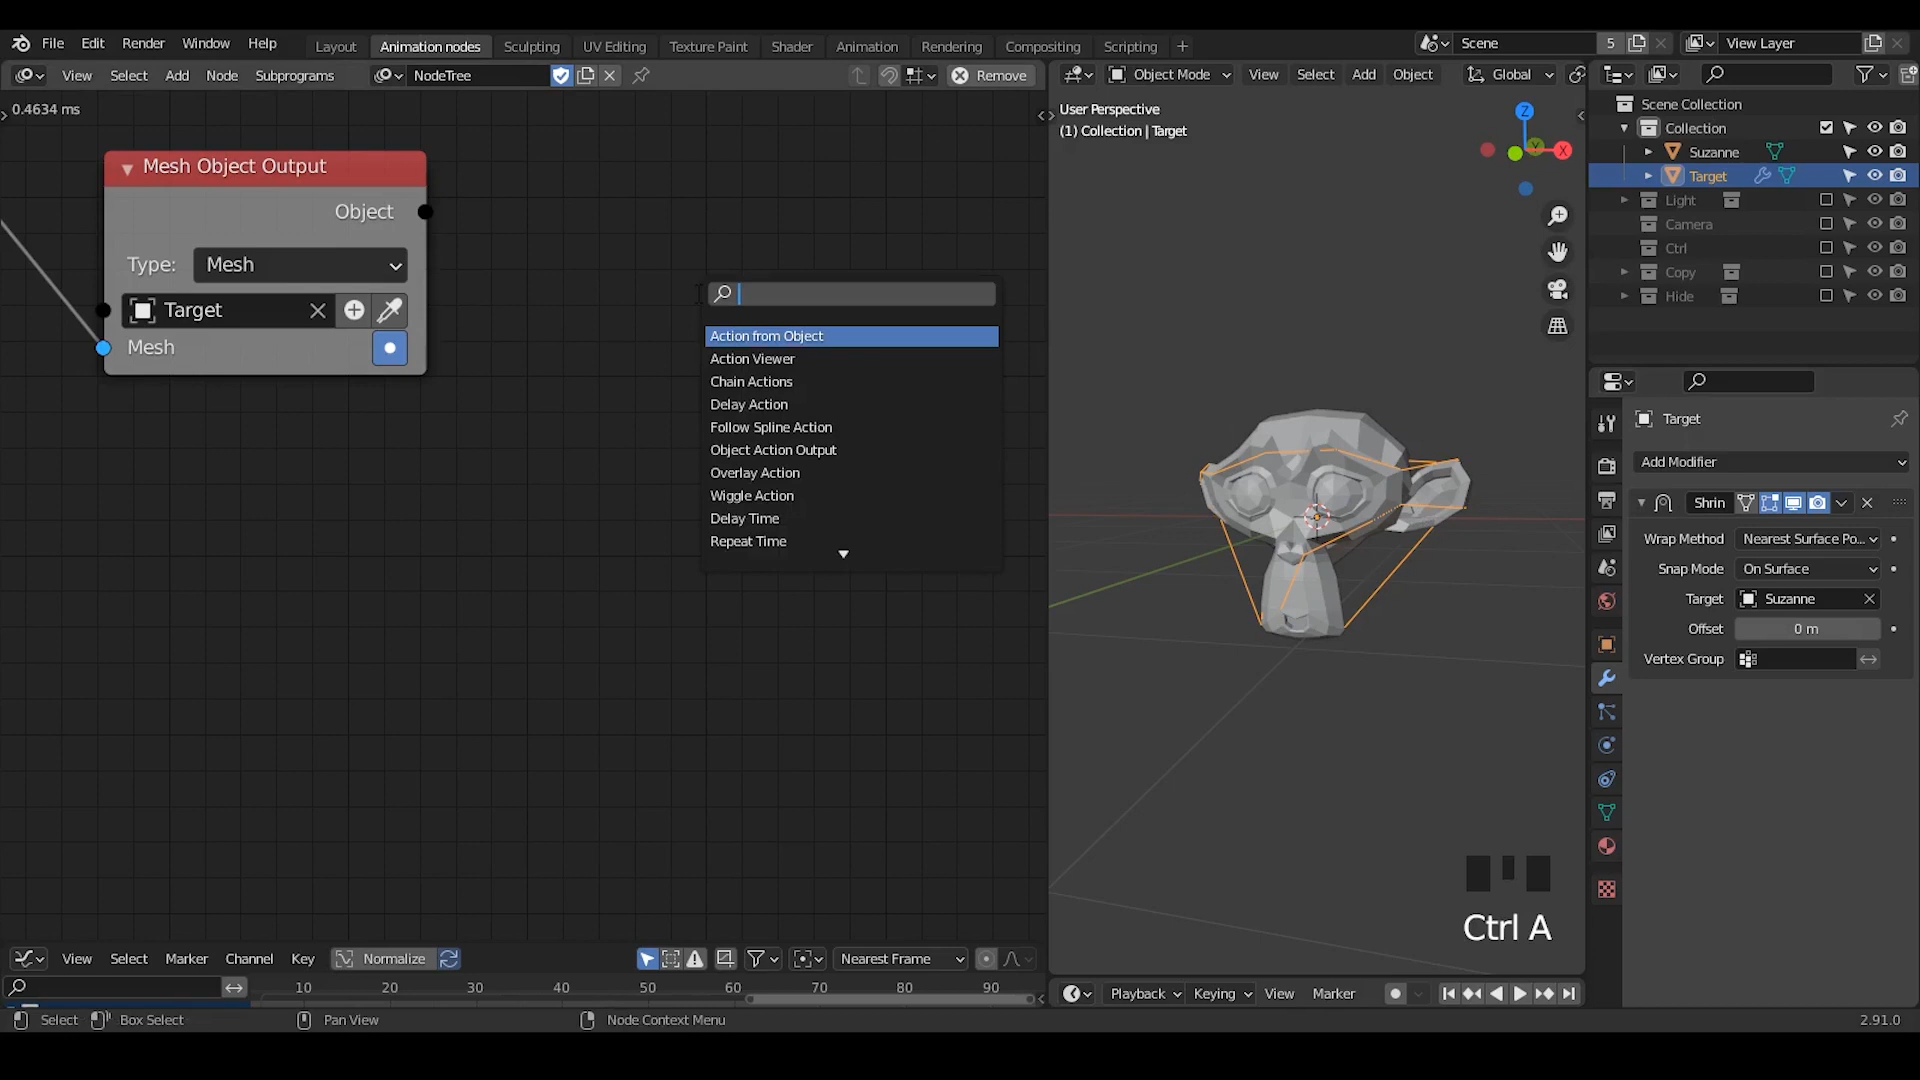 File Edit Render Window Help Layout Animation nodes Sculpting UV Editing Texture Paint Shader Animation Rendering Compositing Scripting + Scene 5 View Layer
View Select Add Node Subprograms NodeTree Remove Object Mode View Select Add Object Global
0.4634 ms
Mesh Object Output
Object
Type: Mesh
Target
Mesh
Action from Object
Action Viewer
Chain Actions
Delay Action
Follow Spline Action
Object Action Output
Overlay Action
Wiggle Action
Delay Time
Repeat Time
User Perspective
(1) Collection | Target
Z
Y
X
Ctrl A
Scene Collection
Collection
Suzanne
Target
Light
Camera
Ctrl
Copy
Hide
Target
Add Modifier
Shrin
Wrap Method Nearest Surface Po...
Snap Mode On Surface
Target Suzanne
Offset 0 m
Vertex Group
View Select Marker Channel Key Normalize Nearest Frame
10 20 30 40 50 60 70 80 90
Playback Keying View Marker
Select Box Select Pan View Node Context Menu 2.91.0